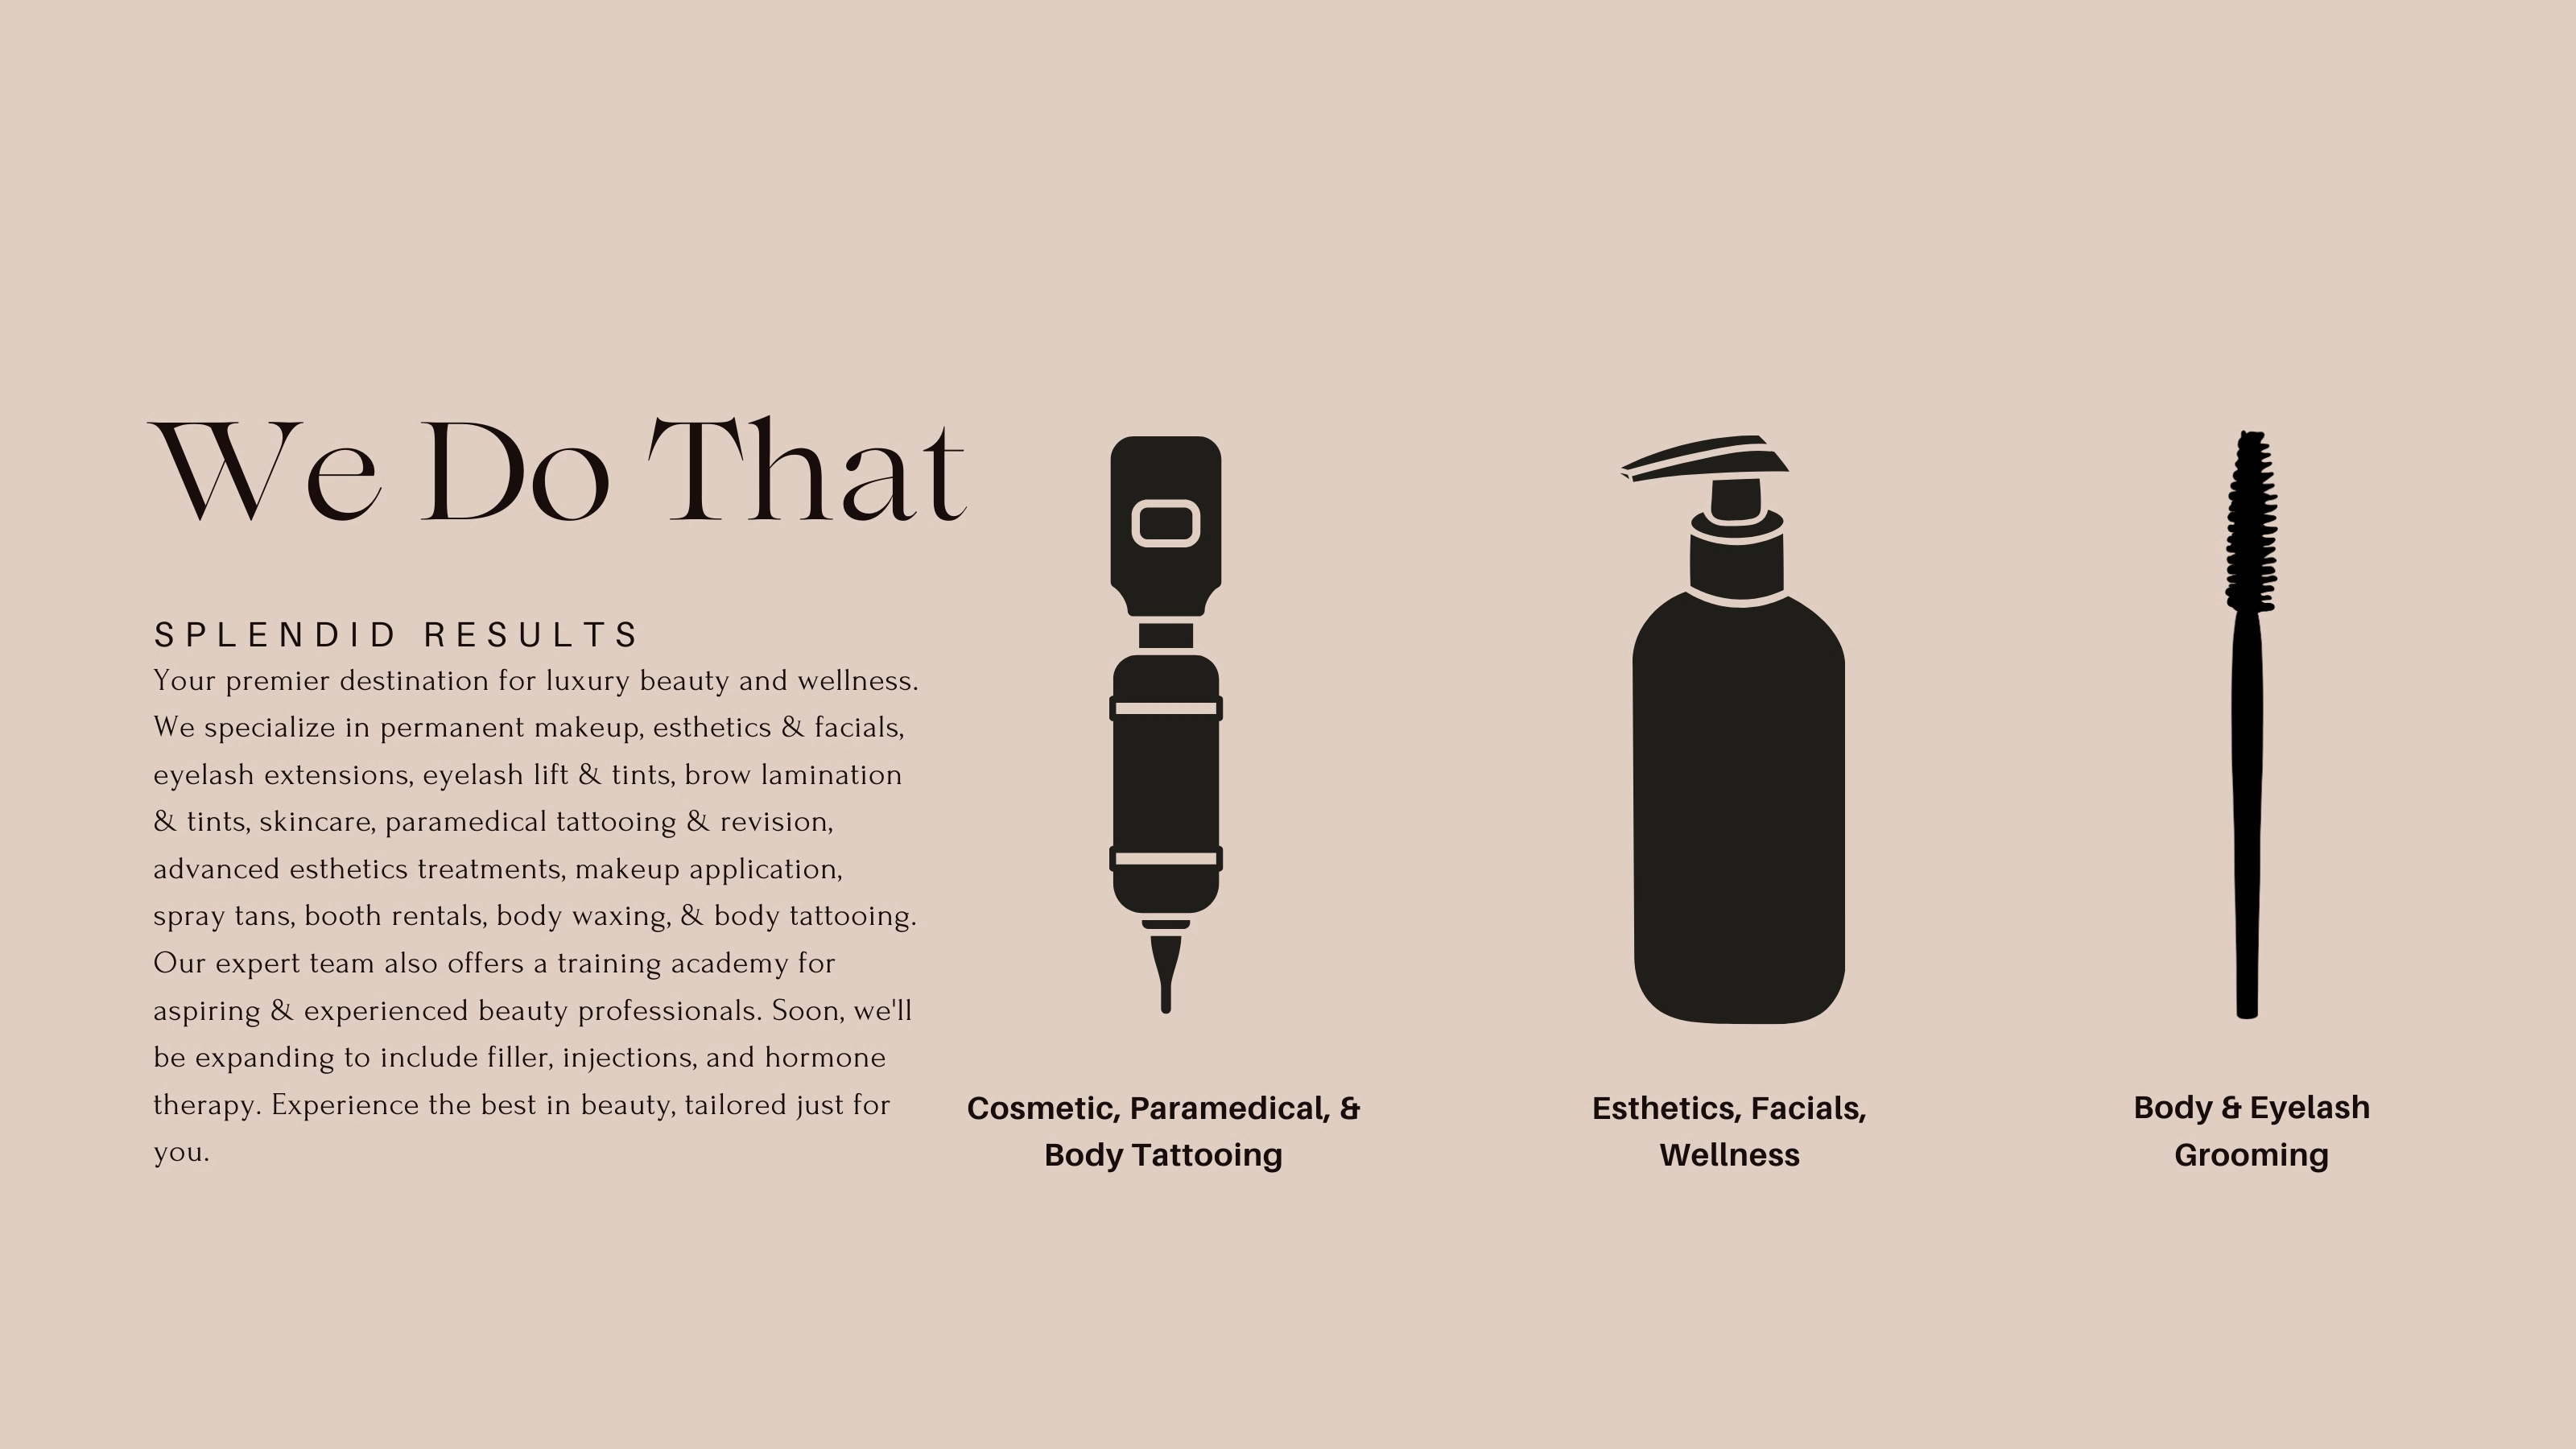 We Do That
SPLENDID RESULTS
Your premier destination for luxury beauty and wellness.
We specialize in permanent makeup, esthetics & facials,
eyelash extensions, eyelash lift & tints, brow lamination
& tints, skincare, paramedical tattooing & revision,
advanced esthetics treatments, makeup application,
spray tans, booth rentals, body waxing, & body tattooing.
Our expert team also offers a training academy for
aspiring & experienced beauty professionals. Soon, we'll
be expanding to include filler, injections, and hormone
therapy. Experience the best in beauty, tailored just for
you.
Cosmetic, Paramedical, &
Body Tattooing
Esthetics, Facials,
Wellness
Body & Eyelash
Grooming